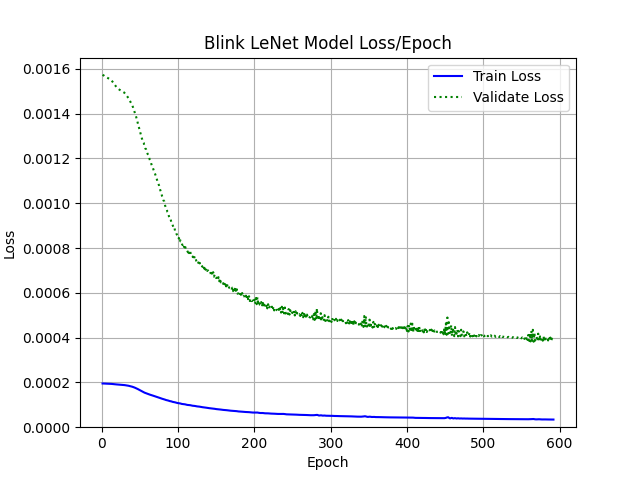 Blink LeNet Model Loss/Epoch
Train Loss
Validate Loss
0.0016
0.0014
0.0012
0.0010
0.0008
0.0006
0.0004
0.0002
0.0000
Loss
0 100 200 300 400 500 600
Epoch